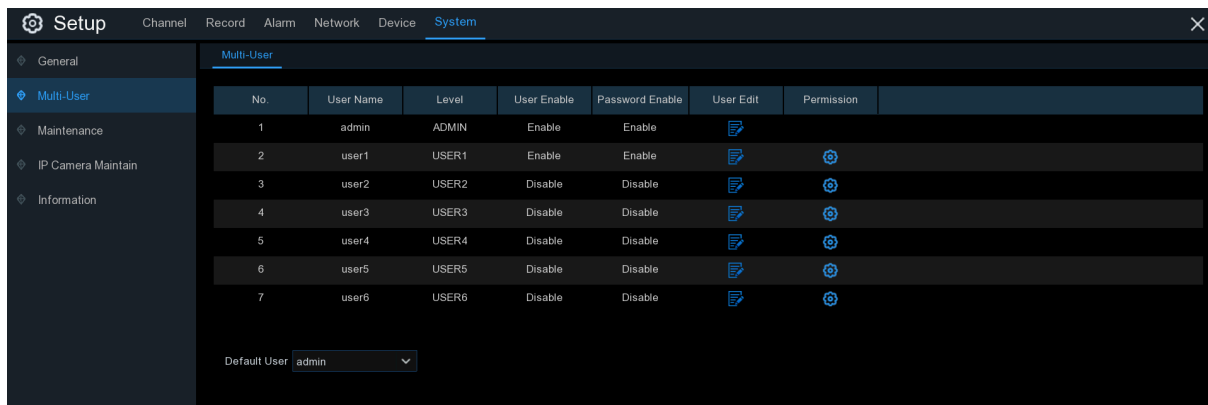 Setup Channel Record Alarm Network Device System
General
Multi-User
Maintenance
IP Camera Maintain
Information
Multi-User
No. User Name Level User Enable Password Enable User Edit Permission
1 admin ADMIN Enable Enable
2 user1 USER1 Enable Enable
3 user2 USER2 Disable Disable
4 user3 USER3 Disable Disable
5 user4 USER4 Disable Disable
6 user5 USER5 Disable Disable
7 user6 USER6 Disable Disable
Default User admin